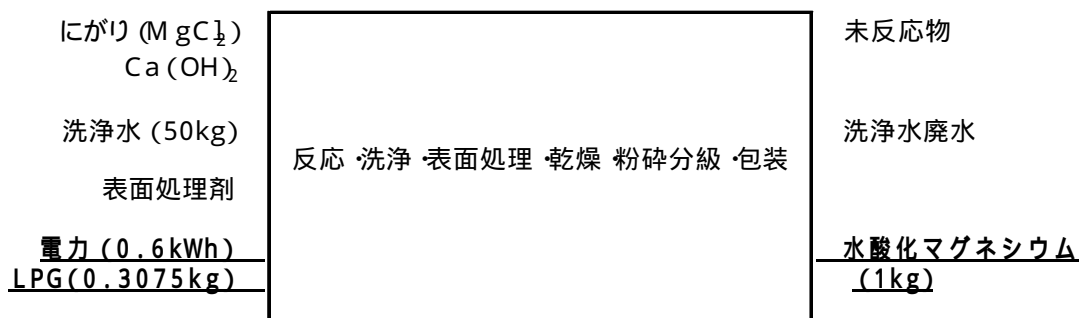 にがり (MgCl2)
Ca(OH)2
洗浄水 (50kg)
表面処理剤
電力 (0.6kWh)
LPG(0.3075kg)
反応・洗浄・表面処理・乾燥・粉砕分級・包装
未反応物
洗浄水廃水
水酸化マグネシウム
(1kg)